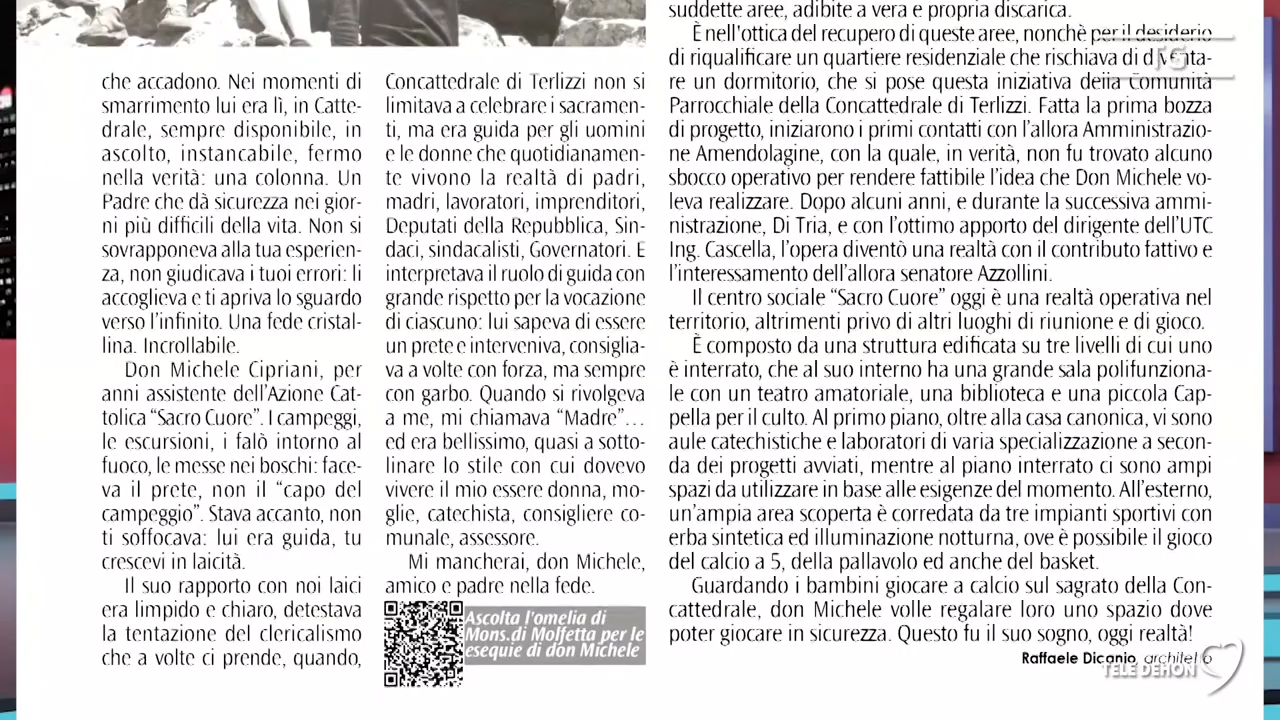 che accadono. Nei momenti di
smarrimento lui era lì, in Catte-
drale, sempre disponibile, in
ascolto, instancabile, fermo
nella verità: una colonna. Un
Padre che dà sicurezza nei gior-
ni più difficili della vita. Non si
sovrapponeva alla tua esperien-
za, non giudicava i tuoi errori: li
accoglieva e ti apriva lo sguardo
verso l'infinito. Una fede cristal-
lina. Incrollabile.
Don Michele Cipriani, per
anni assistente dell'Azione Cat-
tolica "Sacro Cuore". I campeggi,
le escursioni, i falò intorno al
fuoco, le messe nei boschi: face-
va il prete, non il "capo del
campeggio". Stava accanto, non
ti soffocava: lui era guida, tu
crescevi in laicità.
Il suo rapporto con noi laici
era limpido e chiaro, detestava
la tentazione del clericalismo
che a volte ci prende, quando,
Concattedrale di Terlizzi non si
limitava a celebrare i sacramen-
ti, ma era guida per gli uomini
e le donne che quotidianamen-
te vivono la realtà di padri,
madri, lavoratori, imprenditori,
Deputati della Repubblica, Sin-
daci, sindacalisti, Governatori. E
interpretava il ruolo di guida con
grande rispetto per la vocazione
di ciascuno: lui sapeva di essere
un prete e interveniva, consiglia-
va a volte con forza, ma sempre
con garbo. Quando si rivolgeva
a me, mi chiamava "Madre"…
ed era bellissimo, quasi a sotto-
linare lo stile con cui dovevo
vivere il mio essere donna, mo-
glie, catechista, consigliere co-
munale, assessore.
Mi mancherai, don Michele,
amico e padre nella fede.
Ascolta l'omelia di
Mons.di Molfetta per le
esequie di don Michele
suddette aree, adibite a vera e propria discarica.
È nell'ottica del recupero di queste aree, nonchè per il desiderio
di riqualificare un quartiere residenziale che rischiava di diventa-
re un dormitorio, che si pose questa iniziativa della Comunità
Parrocchiale della Concattedrale di Terlizzi. Fatta la prima bozza
di progetto, iniziarono i primi contatti con l'allora Amministrazio-
ne Amendolagine, con la quale, in verità, non fu trovato alcuno
sbocco operativo per rendere fattibile l'idea che Don Michele vo-
leva realizzare. Dopo alcuni anni, e durante la successiva ammi-
nistrazione, Di Tria, e con l'ottimo apporto del dirigente dell'UTC
Ing. Cascella, l'opera diventò una realtà con il contributo fattivo e
l'interessamento dell'allora senatore Azzollini.
Il centro sociale "Sacro Cuore" oggi è una realtà operativa nel
territorio, altrimenti privo di altri luoghi di riunione e di gioco.
È composto da una struttura edificata su tre livelli di cui uno
è interrato, che al suo interno ha una grande sala polifunziona-
le con un teatro amatoriale, una biblioteca e una piccola Cap-
pella per il culto. Al primo piano, oltre alla casa canonica, vi sono
aule catechistiche e laboratori di varia specializzazione a secon-
da dei progetti avviati, mentre al piano interrato ci sono ampi
spazi da utilizzare in base alle esigenze del momento. All'esterno,
un'ampia area scoperta è corredata da tre impianti sportivi con
erba sintetica ed illuminazione notturna, ove è possibile il gioco
del calcio a 5, della pallavolo ed anche del basket.
Guardando i bambini giocare a calcio sul sagrato della Con-
cattedrale, don Michele volle regalare loro uno spazio dove
poter giocare in sicurezza. Questo fu il suo sogno, oggi realtà!
Raffaele Dicanio, architetto
TG
TELE DEHON